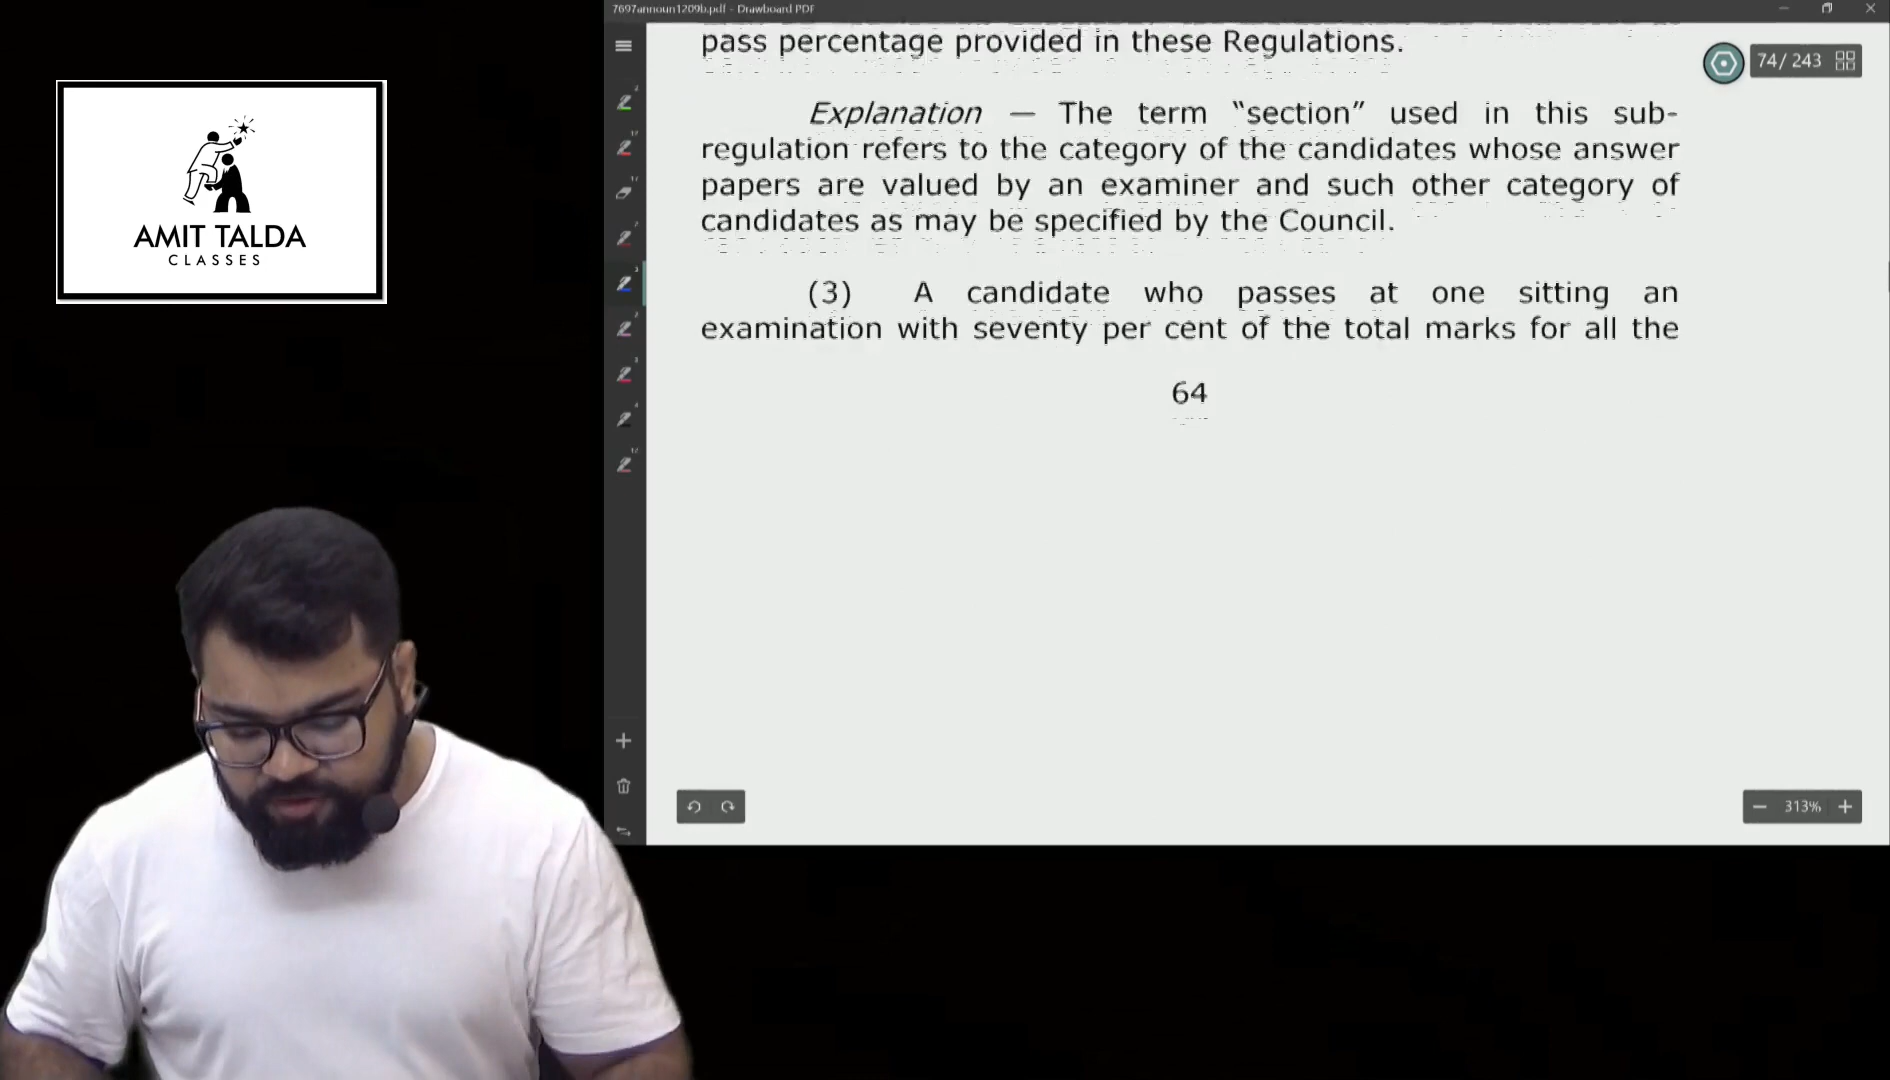 7697announ1209b.pdf - Drawboard PDF
pass percentage provided in these Regulations.
74 / 243
Explanation — The term “section” used in this sub-
regulation refers to the category of the candidates whose answer
papers are valued by an examiner and such other category of
candidates as may be specified by the Council.
(3) A candidate who passes at one sitting an
examination with seventy per cent of the total marks for all the
64
313%
AMIT TALDA
CLASSES